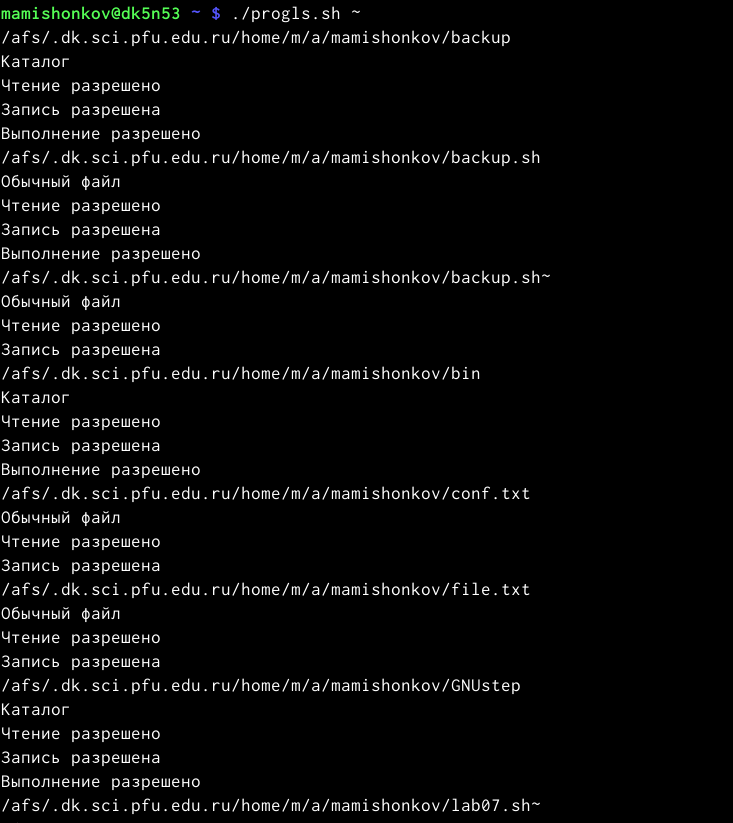 mamishonkov@dk5n53 ~ $ ./progls.sh ~
/afs/.dk.sci.pfu.edu.ru/home/m/a/mamishonkov/backup
Каталог
Чтение разрешено
Запись разрешена
Выполнение разрешено
/afs/.dk.sci.pfu.edu.ru/home/m/a/mamishonkov/backup.sh
Обычный файл
Чтение разрешено
Запись разрешена
Выполнение разрешено
/afs/.dk.sci.pfu.edu.ru/home/m/a/mamishonkov/backup.sh~
Обычный файл
Чтение разрешено
Запись разрешена
/afs/.dk.sci.pfu.edu.ru/home/m/a/mamishonkov/bin
Каталог
Чтение разрешено
Запись разрешена
Выполнение разрешено
/afs/.dk.sci.pfu.edu.ru/home/m/a/mamishonkov/conf.txt
Обычный файл
Чтение разрешено
Запись разрешена
/afs/.dk.sci.pfu.edu.ru/home/m/a/mamishonkov/file.txt
Обычный файл
Чтение разрешено
Запись разрешена
/afs/.dk.sci.pfu.edu.ru/home/m/a/mamishonkov/GNUstep
Каталог
Чтение разрешено
Запись разрешена
Выполнение разрешено
/afs/.dk.sci.pfu.edu.ru/home/m/a/mamishonkov/lab07.sh~